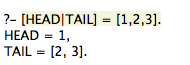 ?- [HEAD|TAIL] = [1,2,3].
HEAD = 1,
TAIL = [2, 3].